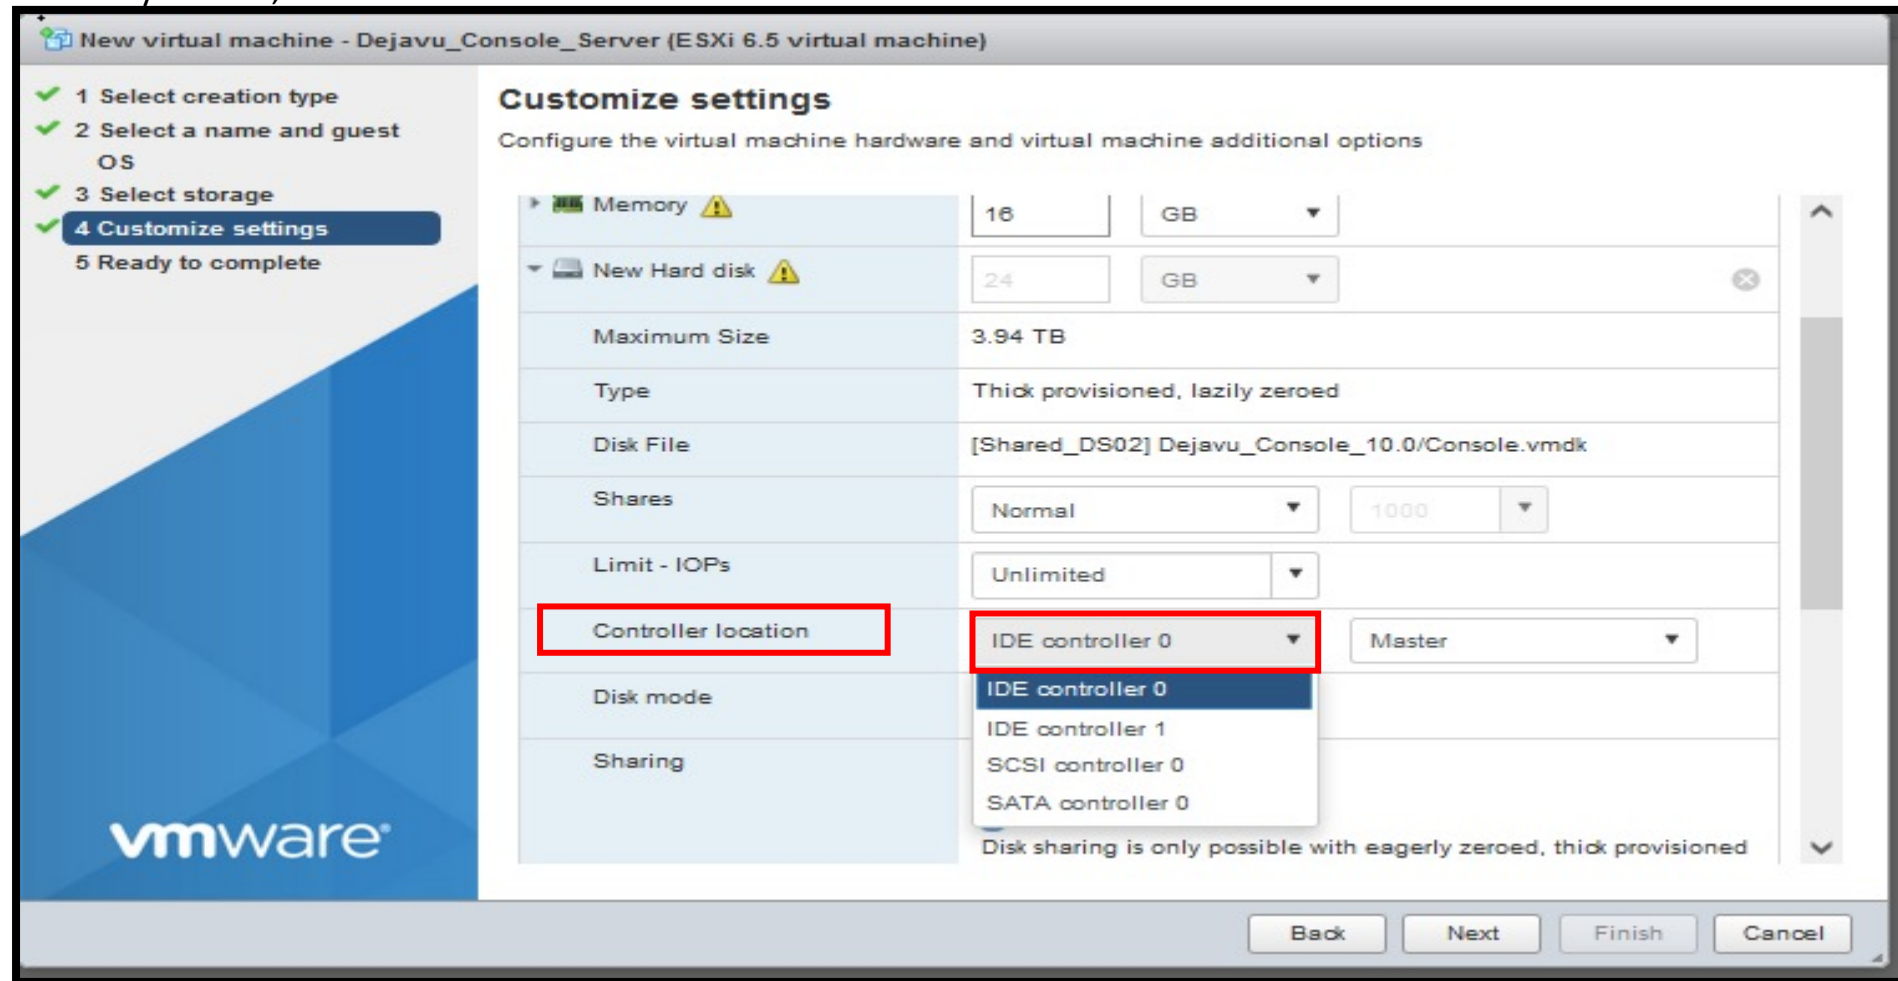 New virtual machine - Dejavu_Console_Server (ESXi 6.5 virtual machine)
1 Select creation type
2 Select a name and guest
OS
3 Select storage
4 Customize settings
5 Ready to complete
vmware
Customize settings
Configure the virtual machine hardware and virtual machine additional options
Memory 16 GB
New Hard disk 24 GB
Maximum Size 3.94 TB
Type Thick provisioned, lazily zeroed
Disk File [Shared_DS02] Dejavu_Console_10.0/Console.vmdk
Shares Normal 1000
Limit - IOPs Unlimited
Controller location IDE controller 0 Master
IDE controller 0
Disk mode
IDE controller 1
Sharing SCSI controller 0
SATA controller 0
Disk sharing is only possible with eagerly zeroed, thick provisioned
Back Next Finish Cancel